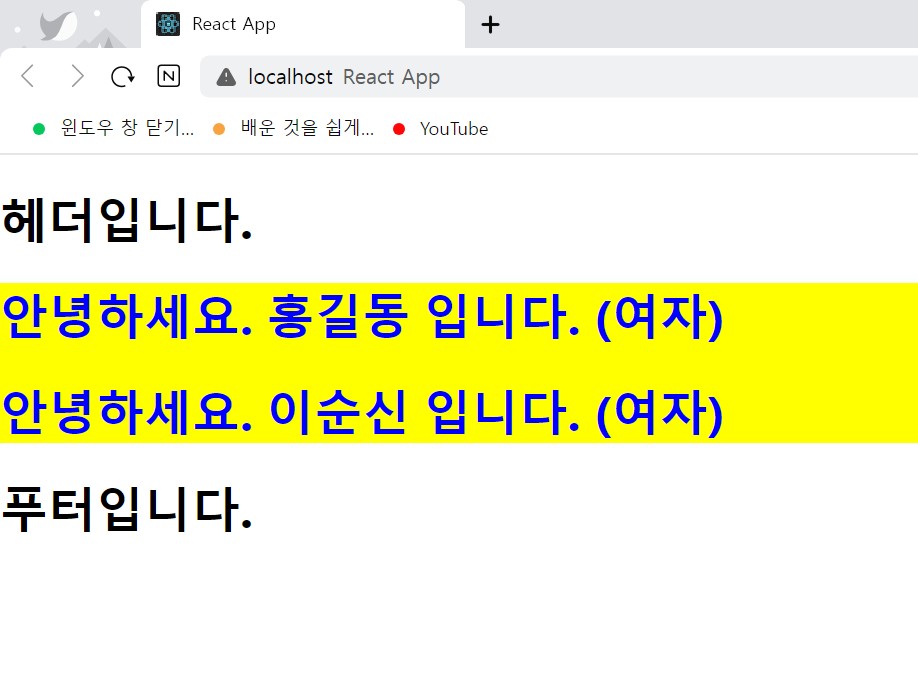 React App
N
localhost React App
윈도우 창 닫기... 배운 것을 쉽게... YouTube
헤더입니다.
안녕하세요. 홍길동 입니다. (여자)
안녕하세요. 이순신 입니다. (여자)
푸터입니다.